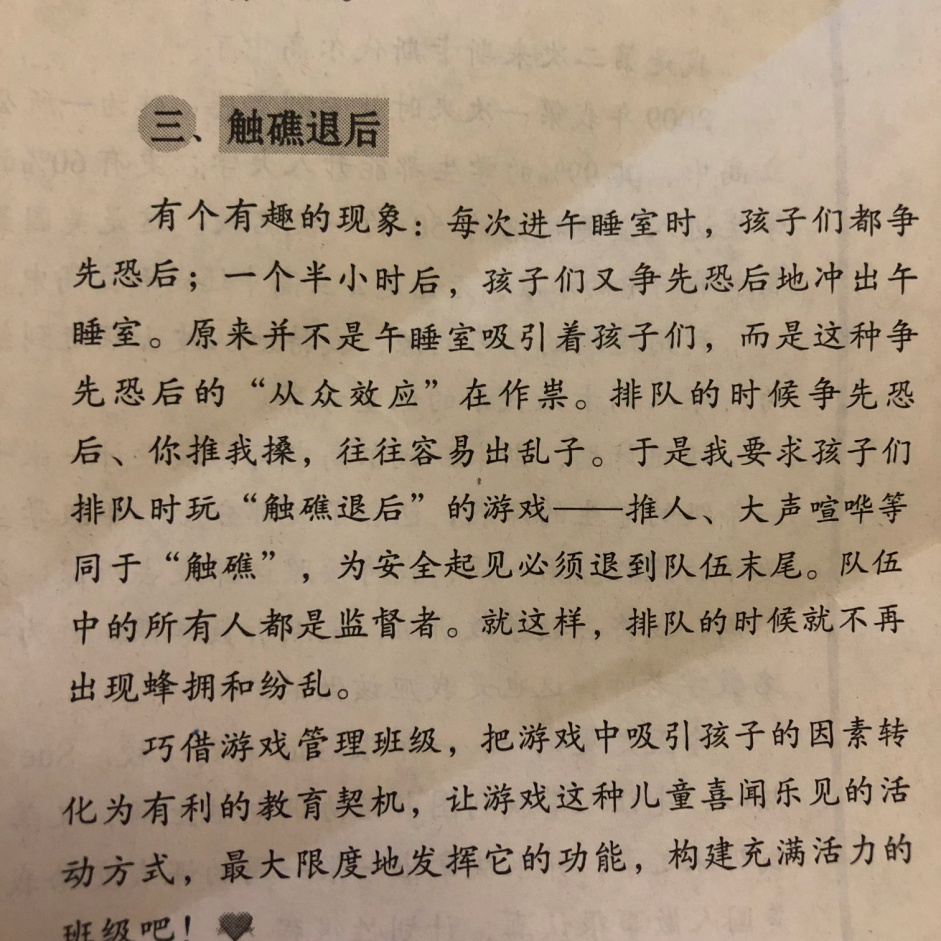 三、触礁退后
有个有趣的现象：每次进午睡室时，孩子们都争
先恐后；一个半小时后，孩子们又争先恐后地冲出午
睡室。原来并不是午睡室吸引着孩子们，而是这种争
先恐后的“从众效应”在作祟。排队的时候争先恐
后、你推我搡，往往容易出乱子。于是我要求孩子们
排队时玩“触礁退后”的游戏——推人、大声喧哗等
同于“触礁”，为安全起见必须退到队伍末尾。队伍
中的所有人都是监督者。就这样，排队的时候就不再
出现蜂拥和纷乱。
巧借游戏管理班级，把游戏中吸引孩子的因素转
化为有利的教育契机，让游戏这种儿童喜闻乐见的活
动方式，最大限度地发挥它的功能，构建充满活力的
班级吧！